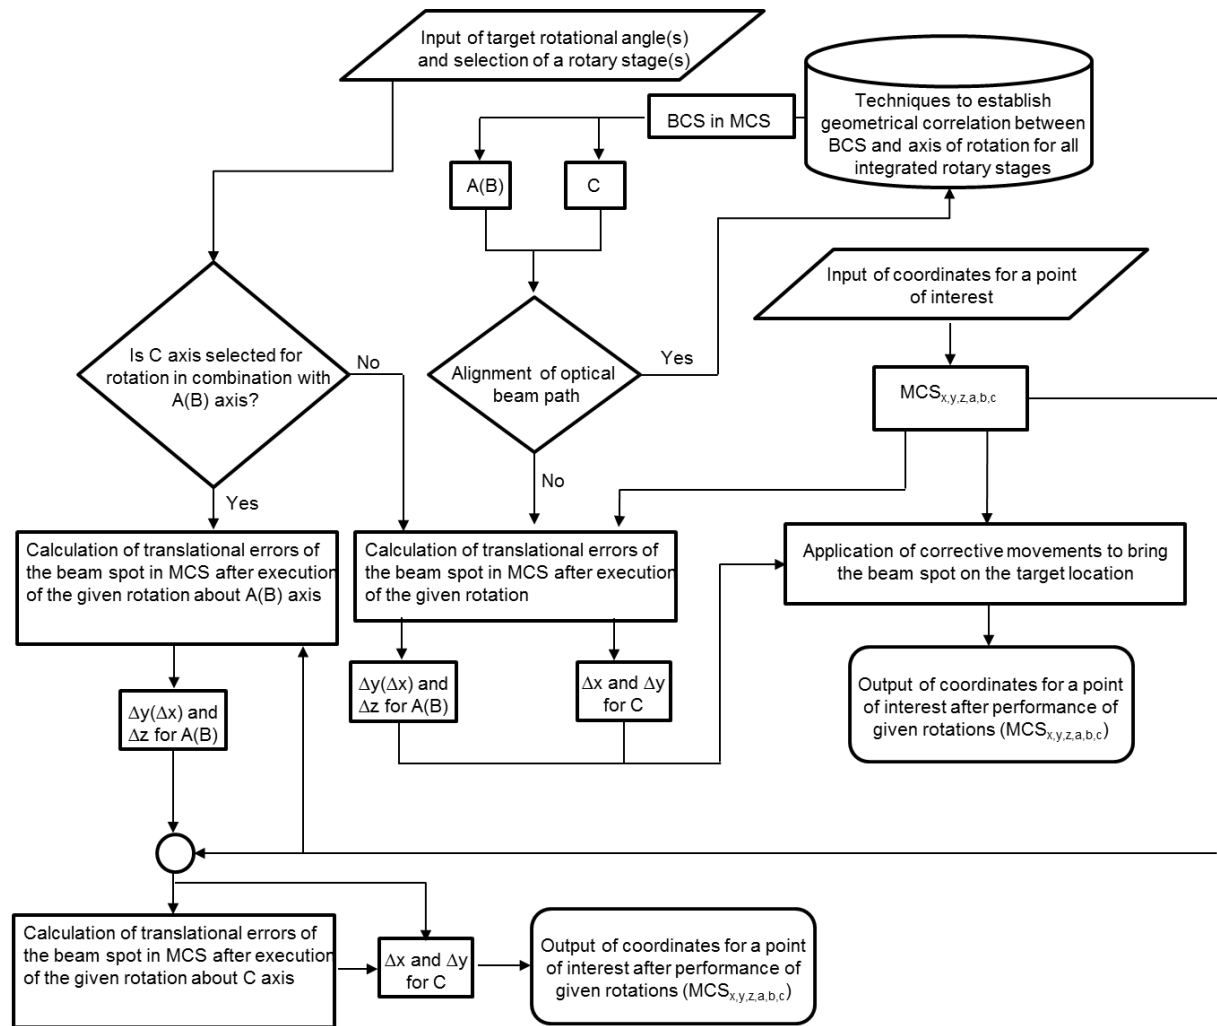 Input of target rotational angle(s)
and selection of a rotary stage(s)
Techniques to establish
geometrical correlation between
BCS and axis of rotation for all
integrated rotary stages
BCS in MCS
A(B)
C
Input of coordinates for a point
of interest
Is C axis selected for
rotation in combination with
A(B) axis?
No
Alignment of optical
beam path
Yes
MCSx,y,z,a,b,c
Yes
No
Calculation of translational errors of
the beam spot in MCS after execution
of the given rotation about A(B) axis
Calculation of translational errors of
the beam spot in MCS after execution
of the given rotation
Application of corrective movements to bring
the beam spot on the target location
Δy(Δx) and
Δz for A(B)
Δy(Δx) and
Δz for A(B)
Δx and Δy
for C
Output of coordinates for a point
of interest after performance of
given rotations (MCSx,y,z,a,b,c)
Calculation of translational errors of
the beam spot in MCS after execution
of the given rotation about C axis
Δx and Δy
for C
Output of coordinates for a point
of interest after performance of
given rotations (MCSx,y,z,a,b,c)